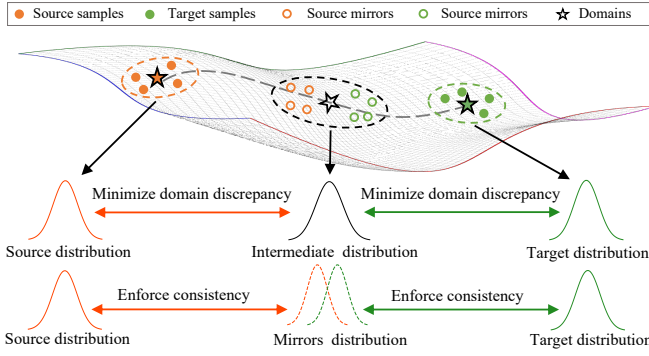 Source samples Target samples Source mirrors Source mirrors Domains
Minimize domain discrepancy Minimize domain discrepancy
Source distribution Intermediate distribution Target distribution
Enforce consistency Enforce consistency
Source distribution Mirrors distribution Target distribution